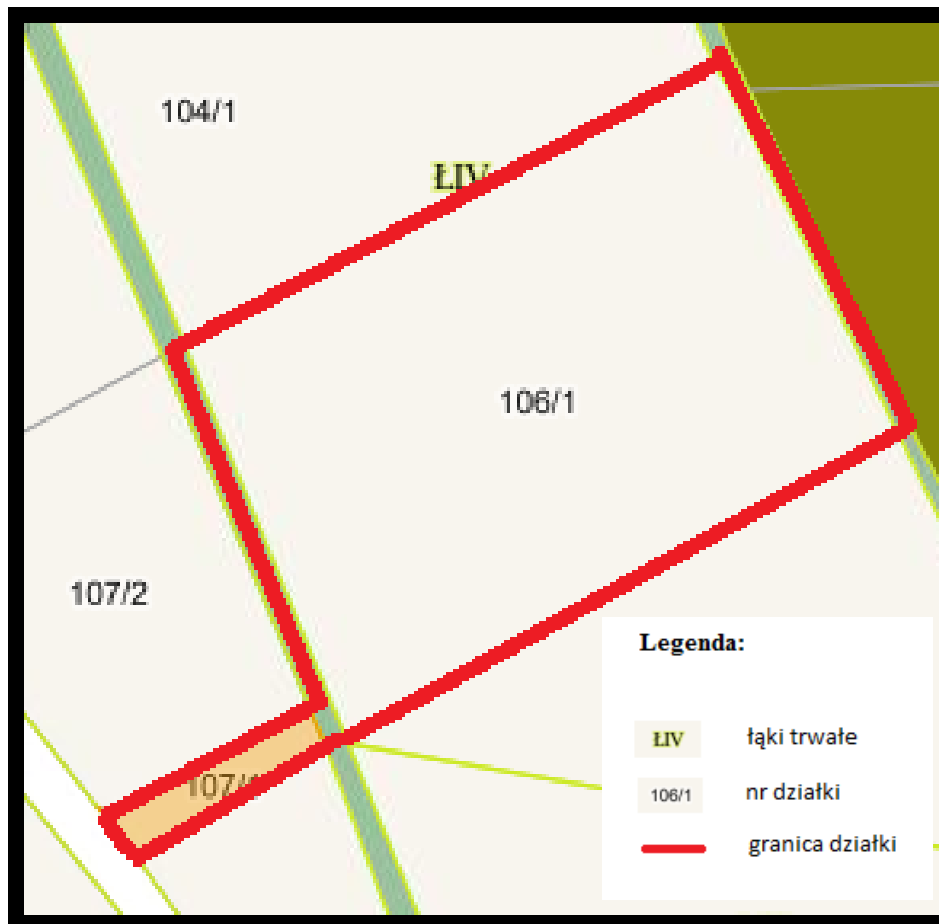 104/1
ŁIV
106/1
107/2
Legenda:
ŁIV łąki trwałe
106/1 nr działki
granica działki